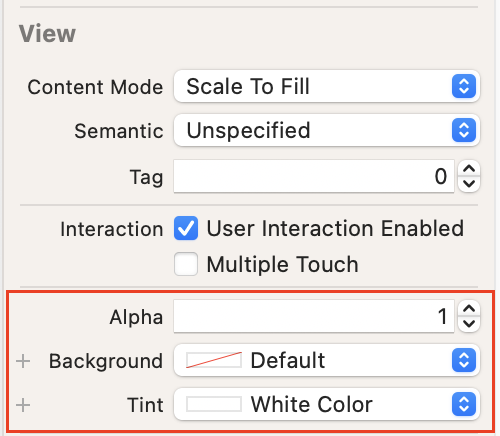 View
Content Mode Scale To Fill
Semantic Unspecified
Tag 0
Interaction User Interaction Enabled
Multiple Touch
Alpha 1
+ Background Default
+ Tint White Color